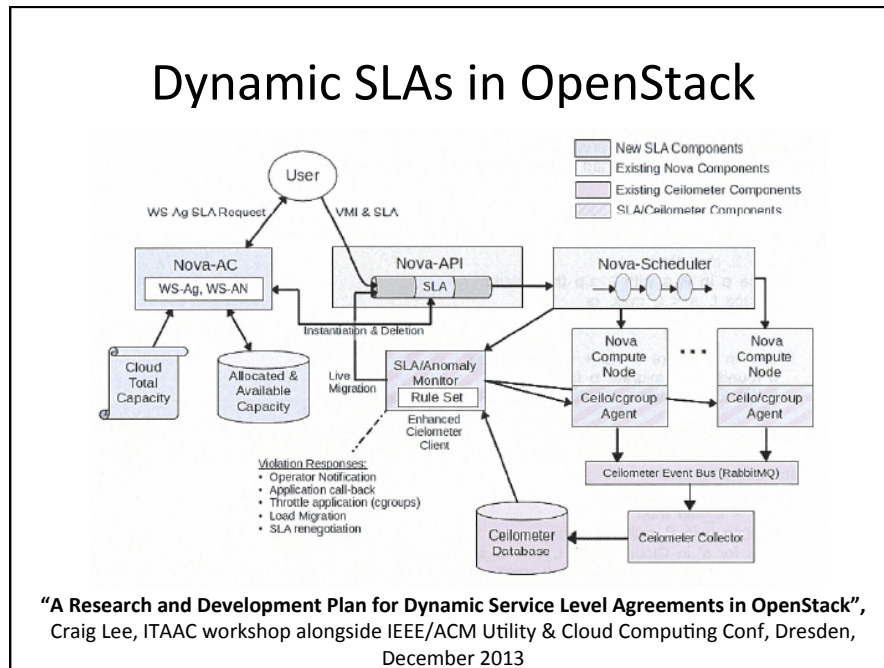 Dynamic SLAs in OpenStack
New SLA Components
Existing Nova Components
Existing Ceilometer Components
SLA/Ceilometer Components
User
WS-Ag SLA Request
VMI & SLA
Nova-AC
WS-Ag, WS-AN
Nova-API
SLA
Nova-Scheduler
Instantiation & Deletion
Cloud
Total
Capacity
Allocated &
Available
Capacity
Live
Migration
SLA/Anomaly
Monitor
Rule Set
Enhanced
Cielometer
Client
Nova
Compute
Node
Ceilo/cgroup
Agent
Nova
Compute
Node
Ceilo/cgroup
Agent
Violation Responses:
• Operator Notification
• Application call-back
• Throttle application (cgroups)
• Load Migration
• SLA renegotiation
Ceilometer Event Bus (RabbitMQ)
Ceilometer
Database
Ceilometer Collector
“A Research and Development Plan for Dynamic Service Level Agreements in OpenStack”,
Craig Lee, ITAAC workshop alongside IEEE/ACM Utility & Cloud Computing Conf, Dresden,
December 2013